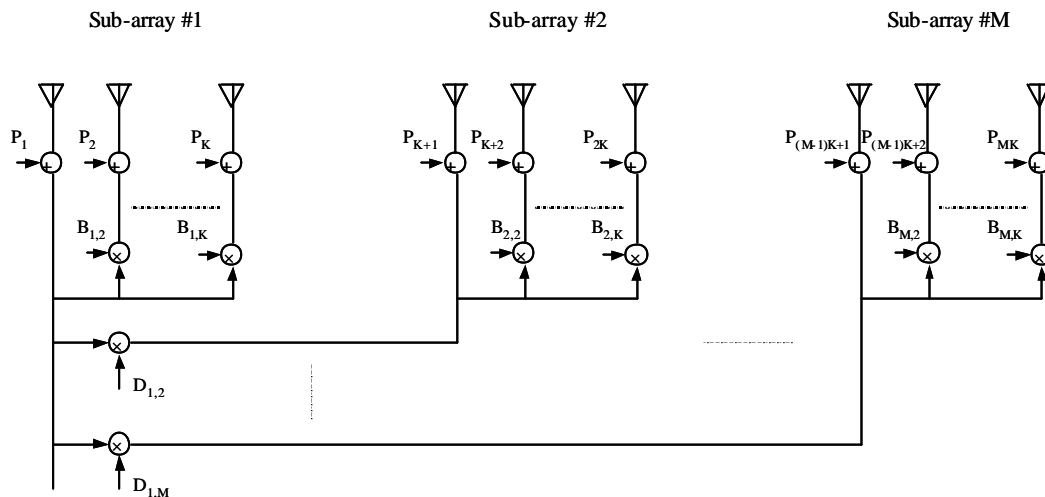 Sub-array #1 Sub-array #2 Sub-array #M
P1 P2 PK PK+1 PK+2 P2K P(M-1)K+1 P(M-1)K+2 PMK
+ + + + + + + + +
B1,2 B1,K B2,2 B2,K BM,2 BM,K
× × × × × ×
×
D1,2
×
D1,M